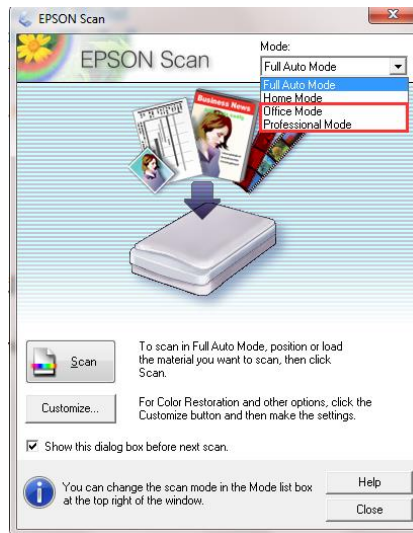 EPSON Scan
EPSON Scan
Mode:
Full Auto Mode
Full Auto Mode
Home Mode
Office Mode
Professional Mode
Business News
Scan
To scan in Full Auto Mode, position or load
the material you want to scan, then click
Scan.
Customize...
For Color Restoration and other options, click the
Customize button and then make the settings.
Show this dialog box before next scan.
You can change the scan mode in the Mode list box
at the top right of the window.
Help
Close